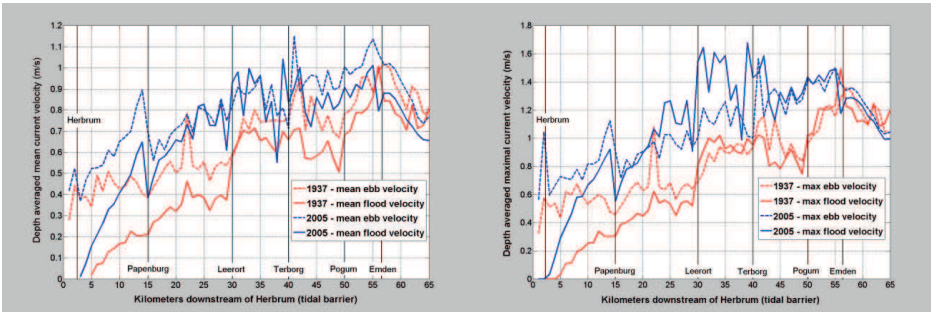 Depth averaged mean current velocity (m/s)
1.2
1.1
1
0.9
0.8
0.7
0.6
0.5
0.4
0.3
0.2
0.1
0
Herbrum
1937 - mean ebb velocity
1937 - mean flood velocity
2005 - mean ebb velocity
2005 - mean flood velocity
Papenburg Leerort Terborg Pogum Emden
0 5 10 15 20 25 30 35 40 45 50 55 60 65
Kilometers downstream of Herbrum (tidal barrier)
Depth averaged maximal current velocity (m/s)
1.8
1.6
1.4
1.2
1
0.8
0.6
0.4
0.2
0
Herbrum
1937 - max ebb velocity
1937 - max flood velocity
2005 - max ebb velocity
2005 - max flood velocity
Papenburg Leerort Terborg Pogum Emden
0 5 10 15 20 25 30 35 40 45 50 55 60 65
Kilometers downstream of Herbrum (tidal barrier)